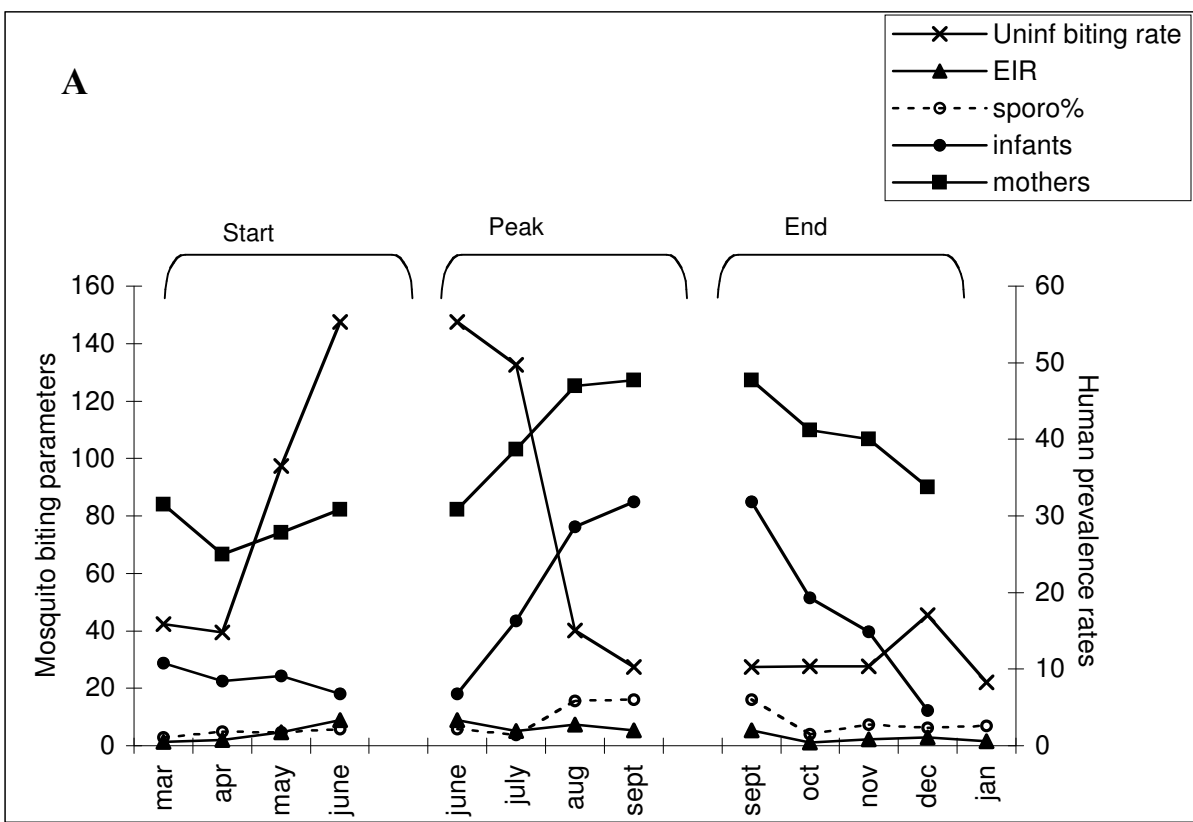 A
Uninf biting rate
EIR
sporo%
infants
mothers
Start
Peak
End
Mosquito biting parameters
160
140
120
100
80
60
40
20
0
60
50
40
30
20
10
0
Human prevalence rates
mar
apr
may
june
june
july
aug
sept
sept
oct
nov
dec
jan